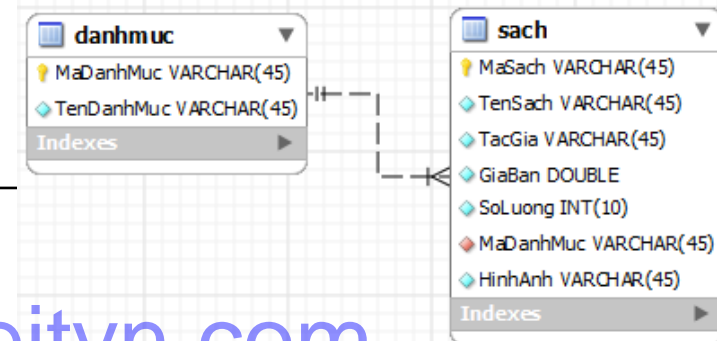 danhmuc
MaDanhMuc VARCHAR(45)
TenDanhMuc VARCHAR(45)
Indexes
sach
MaSach VARCHAR(45)
TenSach VARCHAR(45)
TacGia VARCHAR(45)
GiaBan DOUBLE
SoLuong INT(10)
MaDanhMuc VARCHAR(45)
HinhAnh VARCHAR(45)
Indexes